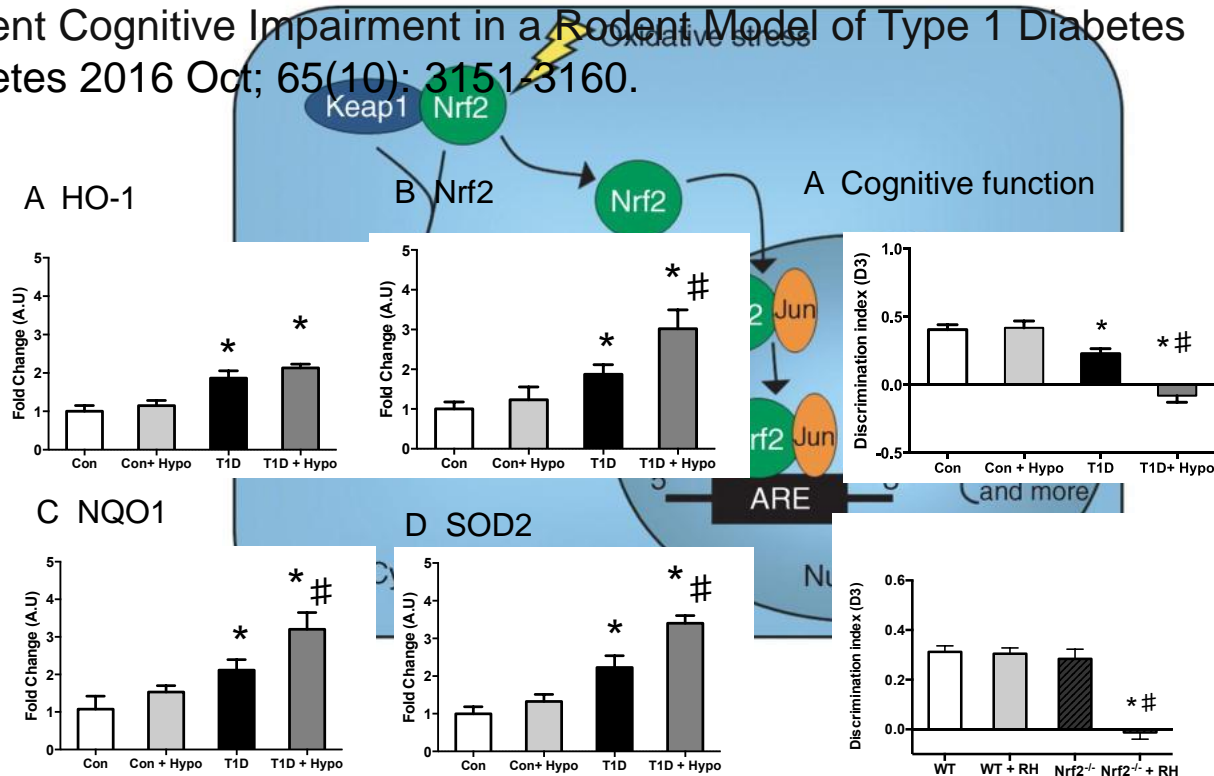 ent Cognitive Impairment in a Rodent Model of Type 1 Diabetes
etes 2016 Oct; 65(10): 3151-3160.
Oxidative stress
Keap1 Nrf2
Nrf2
A HO-1
B Nrf2
A Cognitive function
Fold Change (A.U)
5
4
3
2
1
0
* *
Con Con+ Hypo T1D T1D + Hypo
Fold Change (A.U)
5
4
3
2
1
0
* * #
Con Con + Hypo T1D T1D + Hypo
2 Jun
rf2 Jun
5 ARE
and more
Discrimination index (D3)
1.0
0.5
0.0
-0.5
* * #
Con Con + Hypo T1D T1D+ Hypo
C NQO1
D SOD2
Cy
Nu
Fold Change (A.U)
5
4
3
2
1
0
* * #
Con Con + Hypo T1D T1D + Hypo
Fold Change (A.U)
5
4
3
2
1
0
* * #
Con Con + Hypo T1D T1D + Hypo
Discrimination index (D3)
0.6
0.4
0.2
0.0
* #
WT WT + RH Nrf2-/- Nrf2-/- + RH